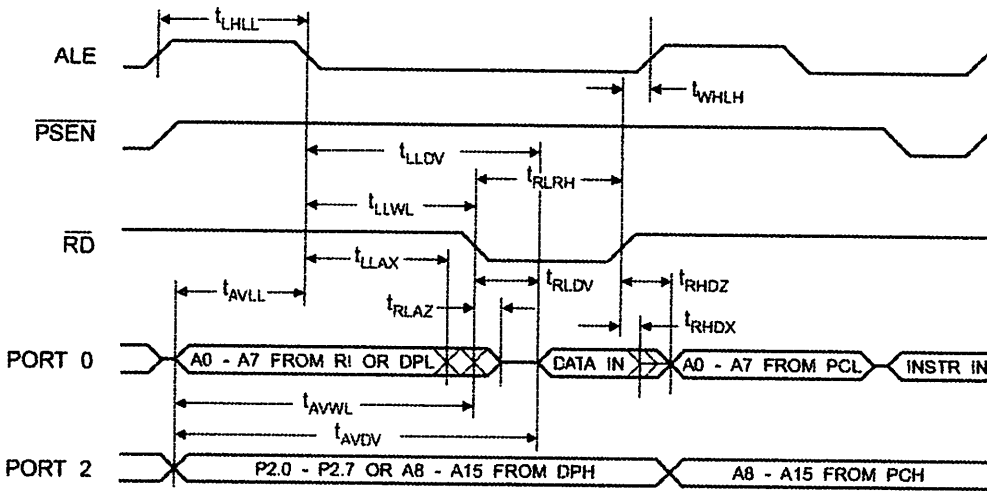 tLHLL
ALE
tWHLH
PSEN
tLLDV
tRLRH
tLLWL
RD
tLLAX
tRLDV
tRHDZ
tAVLL
tRLAZ
tRHDX
PORT 0
A0 - A7 FROM RI OR DPL
DATA IN
A0 - A7 FROM PCL
INSTR IN
tAVWL
tAVDV
PORT 2
P2.0 - P2.7 OR A8 - A15 FROM DPH
A8 - A15 FROM PCH